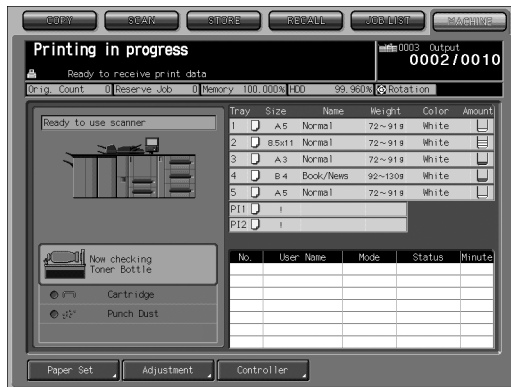 COPY SCAN STORE RECALL JOB LIST MACHINE
Printing in progress
0003 Output
0002/0010
Ready to receive print data
Orig. Count 0 Reserve Job 0 Memory 100.000% HDD 99.960% Rotation
Ready to use scanner
Tray Size Name Weight Color Amount
1 A5 Normal 72~91g White
2 8.5x11 Normal 72~91g White
3 A3 Normal 72~91g White
4 B4 Book/News 92~130g White
5 A5 Normal 72~91g White
PI1 !
PI2 !
Now checking
Toner Bottle
Cartridge
Punch Dust
No. User Name Mode Status Minute
Paper Set Adjustment Controller